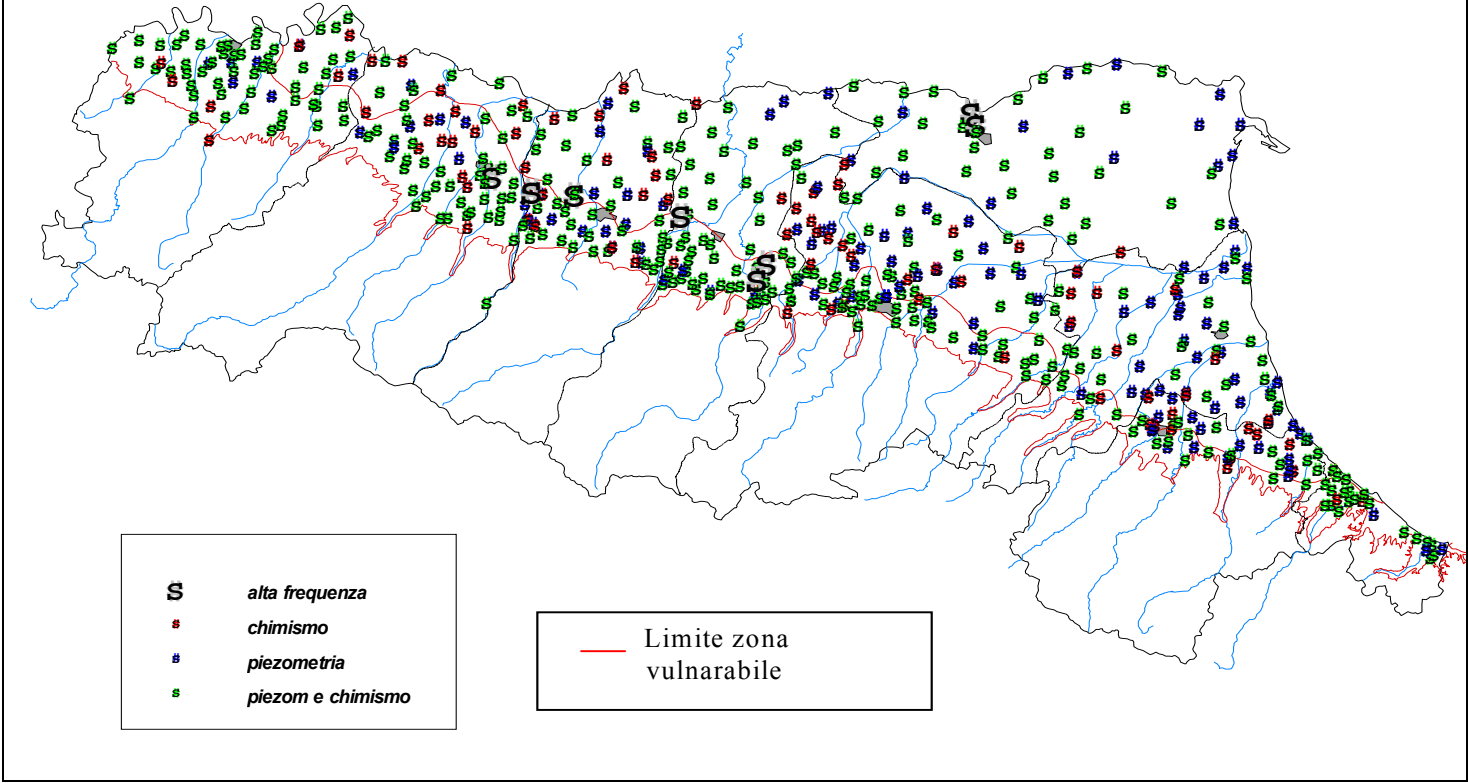 S alta frequenza
# chimismo
# piezometria
S piezom e chimismo
Limite zona
vulnarabile